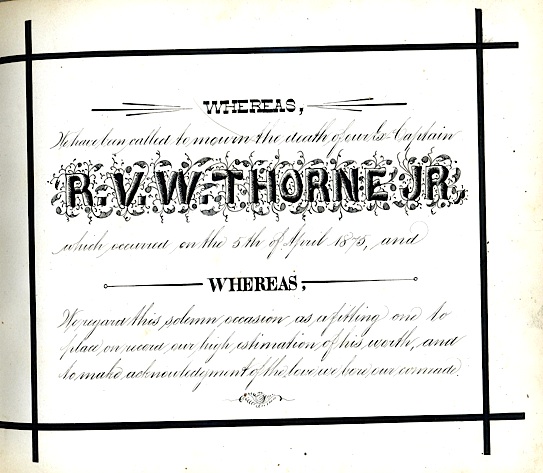 WHEREAS,
We have been called to mourn the death of our Ex-Captain
R. V. W. THORNE JR,
which occurred on the 5th of April 1875, and
WHEREAS,
We regard this solemn occasion as a fitting one to
place on record our high estimation of his worth, and
to make acknowledgment of the love we bore our comrade.